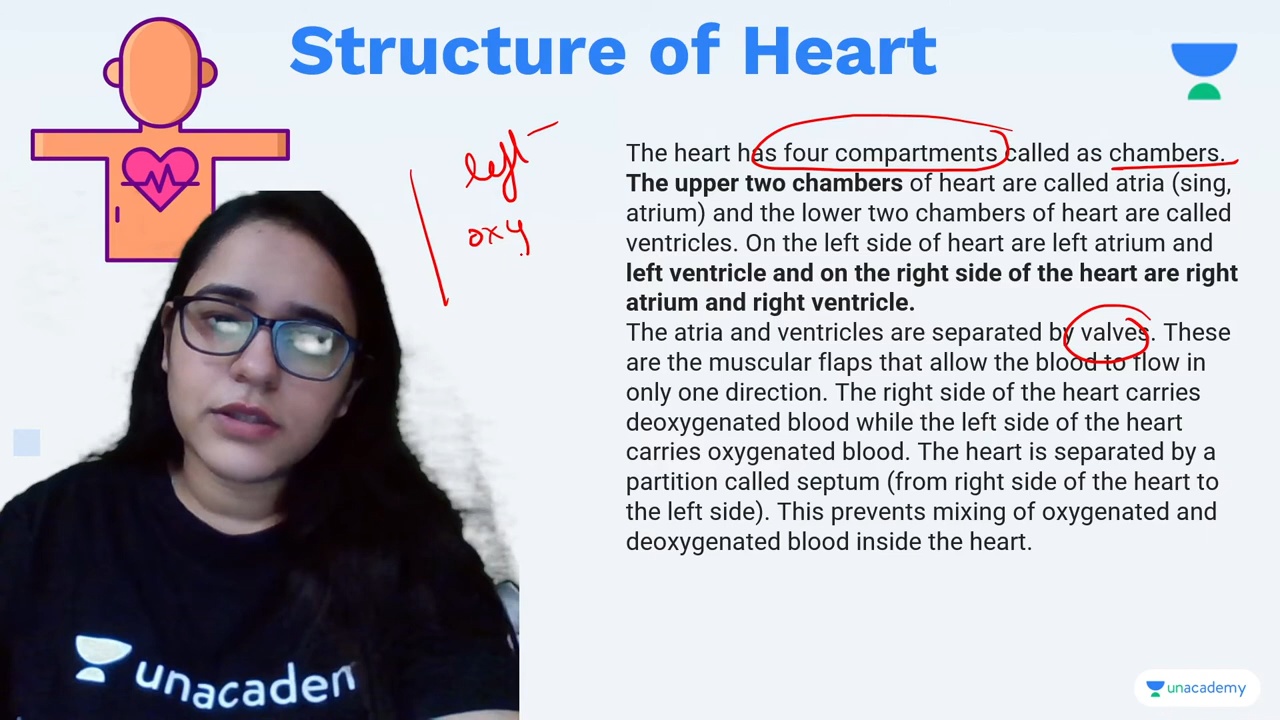 Structure of Heart
left
oxy
The heart has four compartments called as chambers.
The upper two chambers of heart are called atria (sing,
atrium) and the lower two chambers of heart are called
ventricles. On the left side of heart are left atrium and
left ventricle and on the right side of the heart are right
atrium and right ventricle.
The atria and ventricles are separated by valves. These
are the muscular flaps that allow the blood to flow in
only one direction. The right side of the heart carries
deoxygenated blood while the left side of the heart
carries oxygenated blood. The heart is separated by a
partition called septum (from right side of the heart to
the left side). This prevents mixing of oxygenated and
deoxygenated blood inside the heart.
unacadem
unacademy